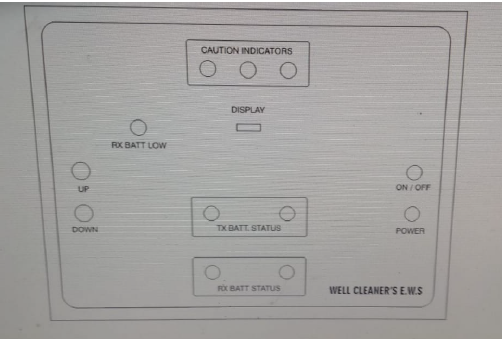 CAUTION INDICATORS
DISPLAY
RX BATT LOW
UP
ON / OFF
DOWN
TX BATT. STATUS
POWER
RX BATT STATUS
WELL CLEANER'S E.W.S